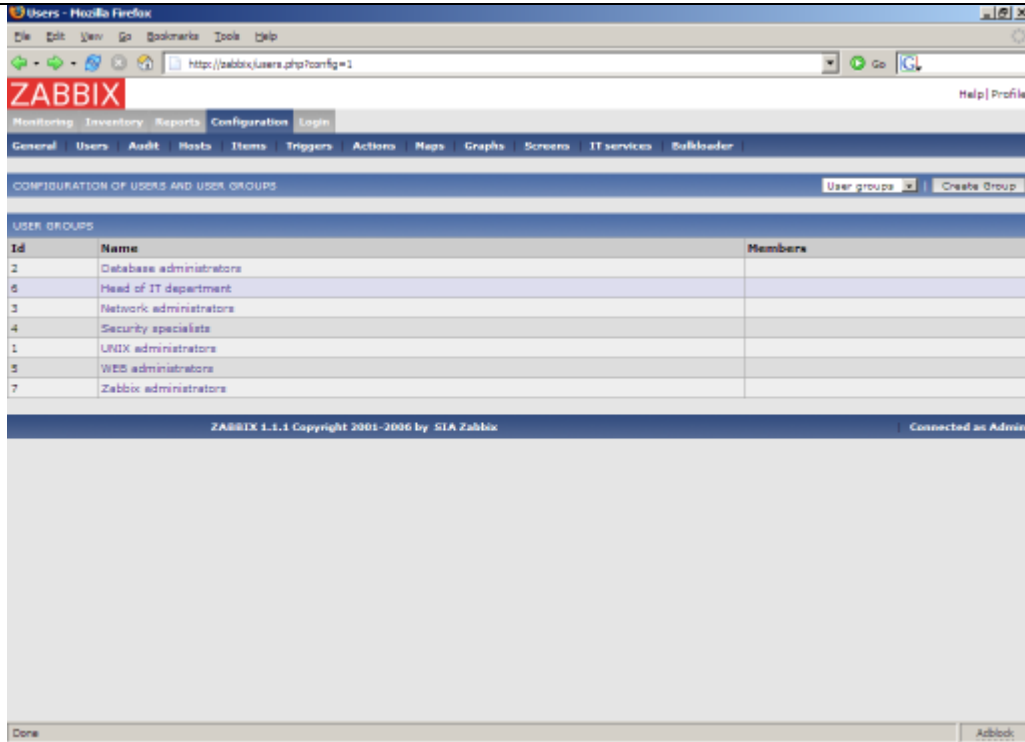 Users - Mozilla Firefox
File Edit View Go Bookmarks Tools Help
http://zabbix/users.php?config=1 Go G
ZABBIX
Help | Profile
Monitoring Inventory Reports Configuration Login
General Users Audit Hosts Items Triggers Actions Maps Graphs Screens IT services Bulkloader
CONFIGURATION OF USERS AND USER GROUPS User groups Create Group
USER GROUPS
Id Name Members
2 Database administrators
6 Head of IT department
3 Network administrators
4 Security specialists
1 UNIX administrators
5 WEB administrators
7 Zabbix administrators
ZABBIX 1.1.1 Copyright 2001-2006 by SIA Zabbix Connected as Admin
Done Adblock